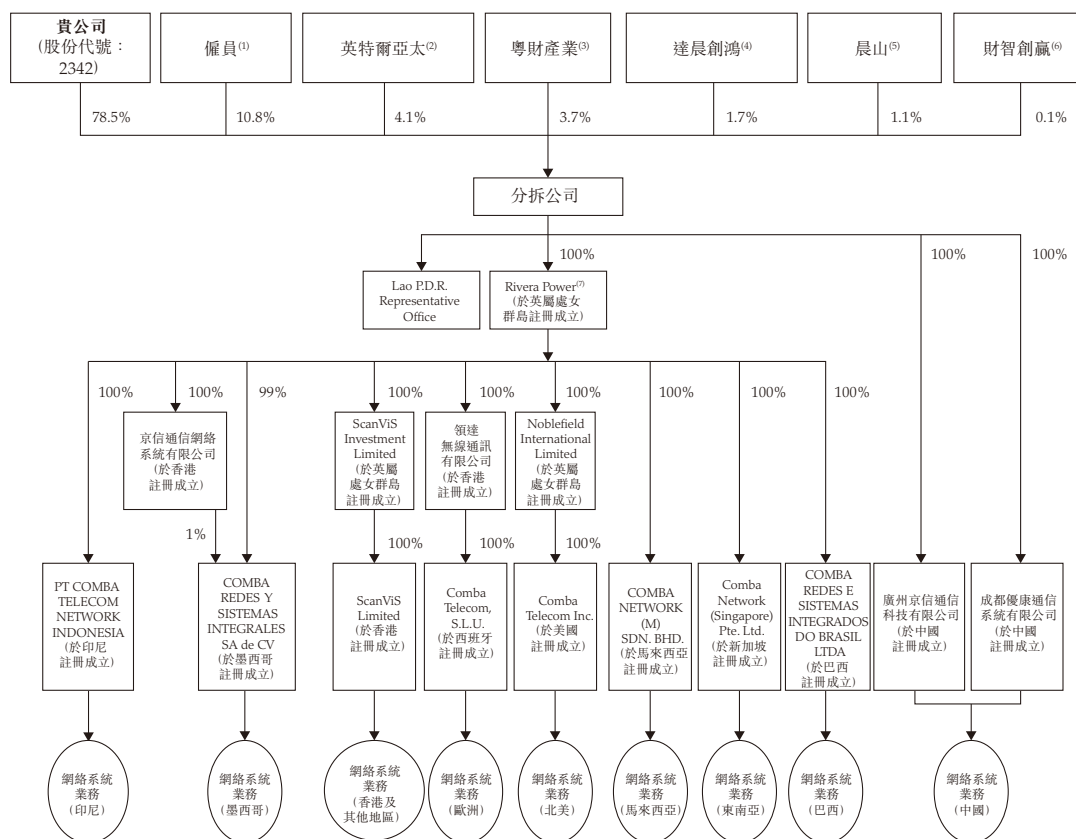 貴公司
(股份代號：
2342)
僱員(1)
英特爾亞太(2)
粵財產業(3)
達晨創鴻(4)
晨山(5)
財智創贏(6)
78.5%
10.8%
4.1%
3.7%
1.7%
1.1%
0.1%
分拆公司
100%
100%
100%
Lao P.D.R.
Representative
Office
Rivera Power(7)
(於英屬處女
群島註冊成立)
100%
100%
99%
100%
100%
100%
100%
100%
100%
京信通信網絡
系統有限公司
(於香港
註冊成立)
ScanViS
Investment
Limited
(於英屬
處女群島
註冊成立)
領達
無線通訊
有限公司
(於香港
註冊成立)
Noblefield
International
Limited
(於英屬
處女群島
註冊成立)
1%
100%
100%
100%
PT COMBA
TELECOM
NETWORK
INDONESIA
(於印尼
註冊成立)
COMBA
REDES Y
SISTEMAS
INTEGRALES
SA de CV
(於墨西哥
註冊成立)
ScanViS
Limited
(於香港
註冊成立)
Comba
Telecom,
S.L.U.
(於西班牙
註冊成立)
Comba
Telecom Inc.
(於美國
註冊成立)
COMBA
NETWORK
(M)
SDN. BHD.
(於馬來西亞
註冊成立)
Comba
Network
(Singapore)
Pte. Ltd.
(於新加坡
註冊成立)
COMBA
REDES E
SISTEMAS
INTEGRADOS
DO BRASIL
LTDA
(於巴西
註冊成立)
廣州京信通信
科技有限公司
(於中國
註冊成立)
成都優康通信
系統有限公司
(於中國
註冊成立)
網絡系統
業務
(印尼)
網絡系統
業務
(墨西哥)
網絡系統
業務
(香港及
其他地區)
網絡系統
業務
(歐洲)
網絡系統
業務
(北美)
網絡系統
業務
(馬來西亞)
網絡系統
業務
(東南亞)
網絡系統
業務
(巴西)
網絡系統
業務
(中國)